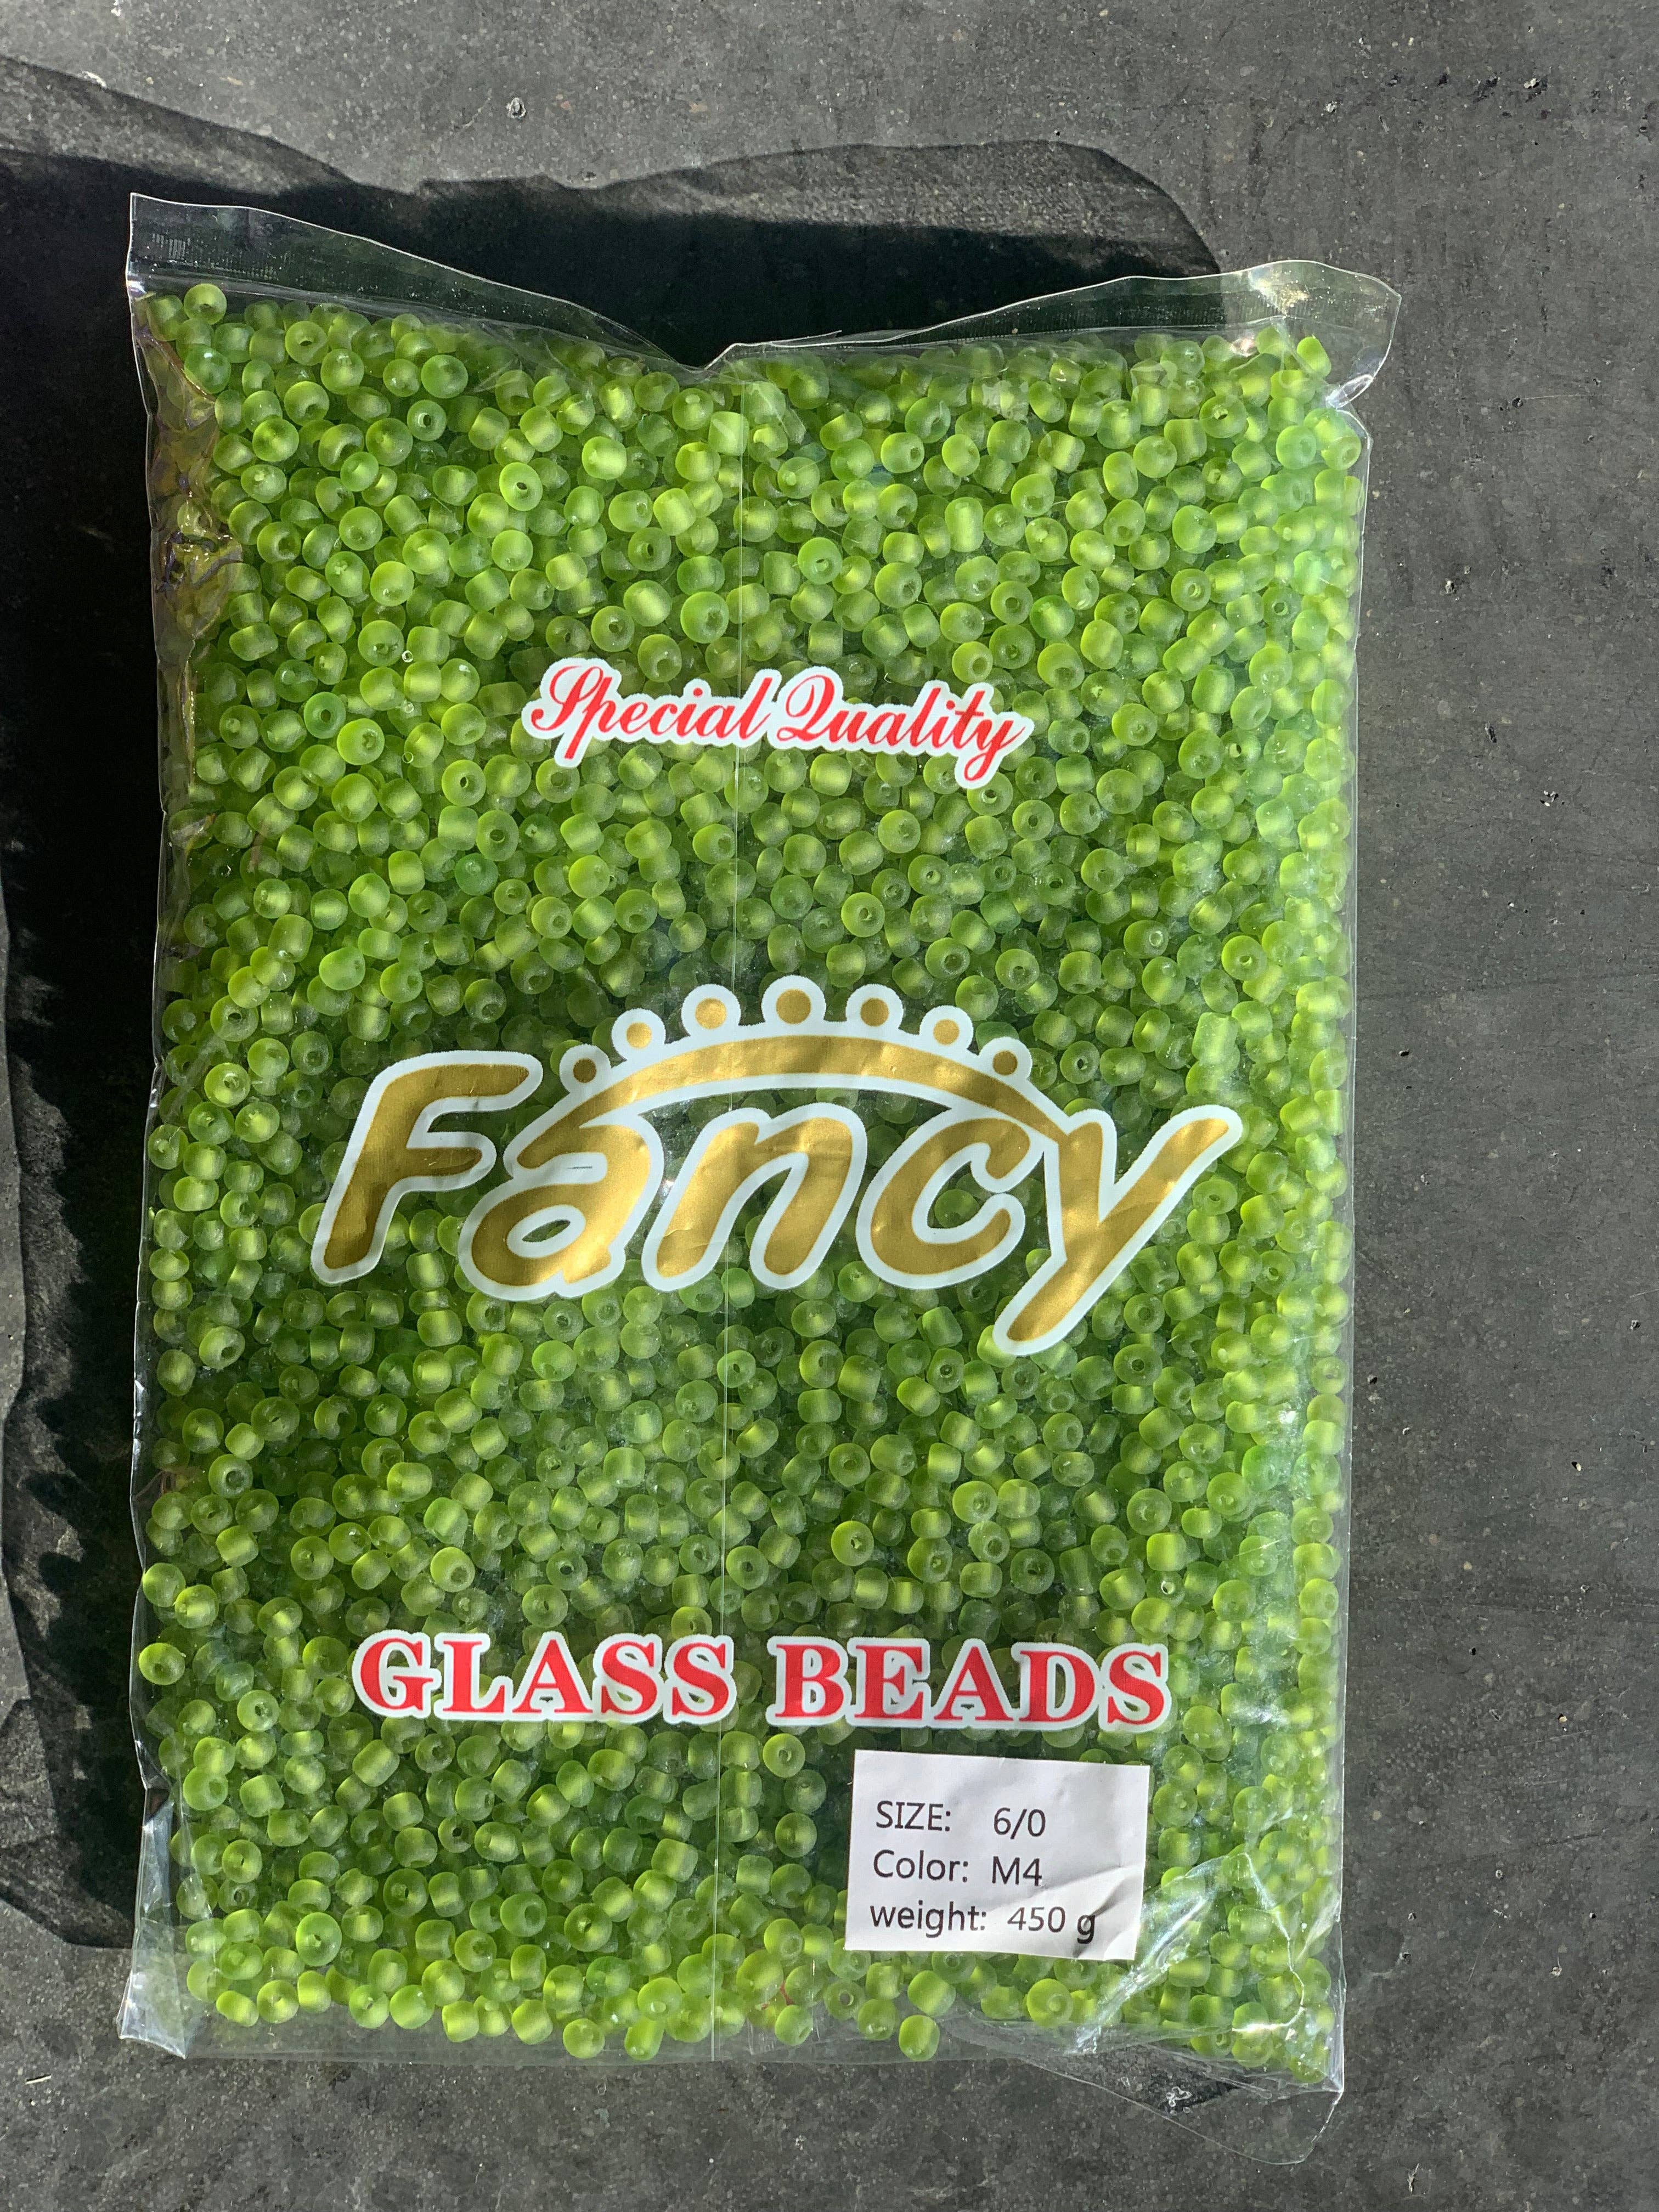 Special Quality
Fancy
GLASS BEADS
SIZE: 6/0
Color: M4
weight: 450 g